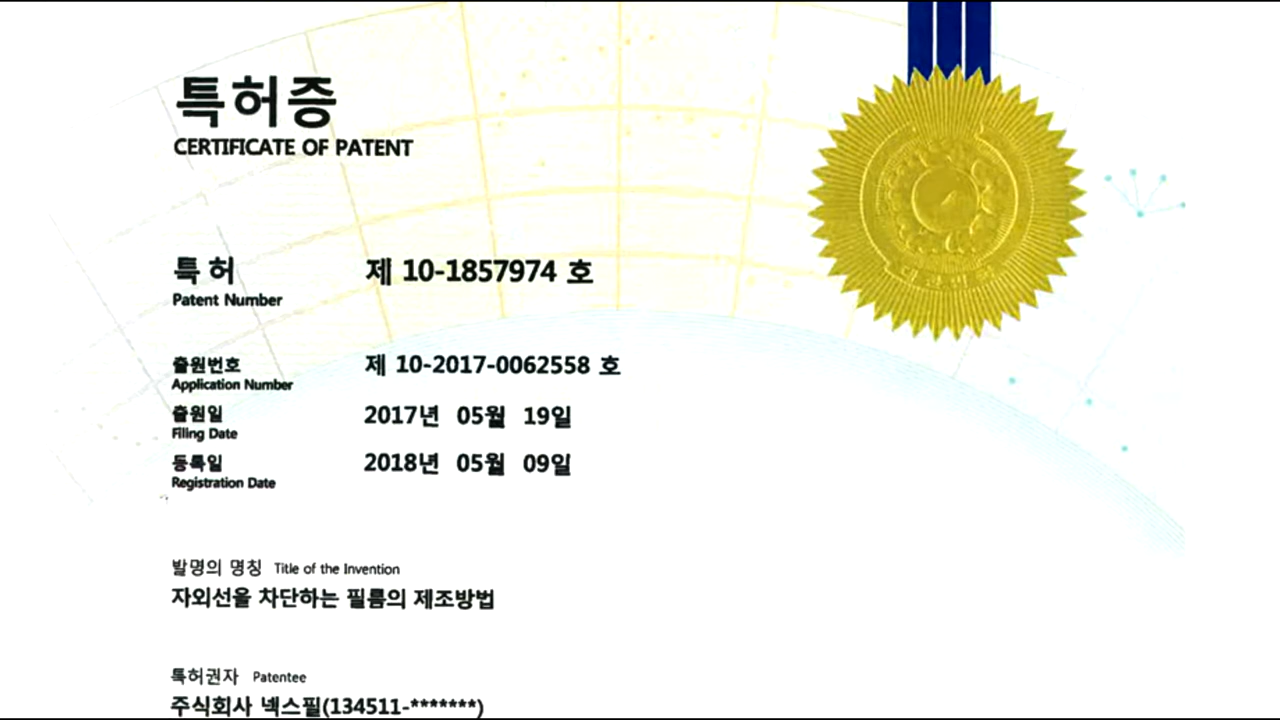 특허증
CERTIFICATE OF PATENT
특 허 제 10-1857974 호
Patent Number
출원번호 제 10-2017-0062558 호
Application Number
출원일 2017년 05월 19일
Filing Date
등록일 2018년 05월 09일
Registration Date
발명의 명칭 Title of the Invention
자외선을 차단하는 필름의 제조방법
특허권자 Patentee
주식회사 넥스필(134511-*******)